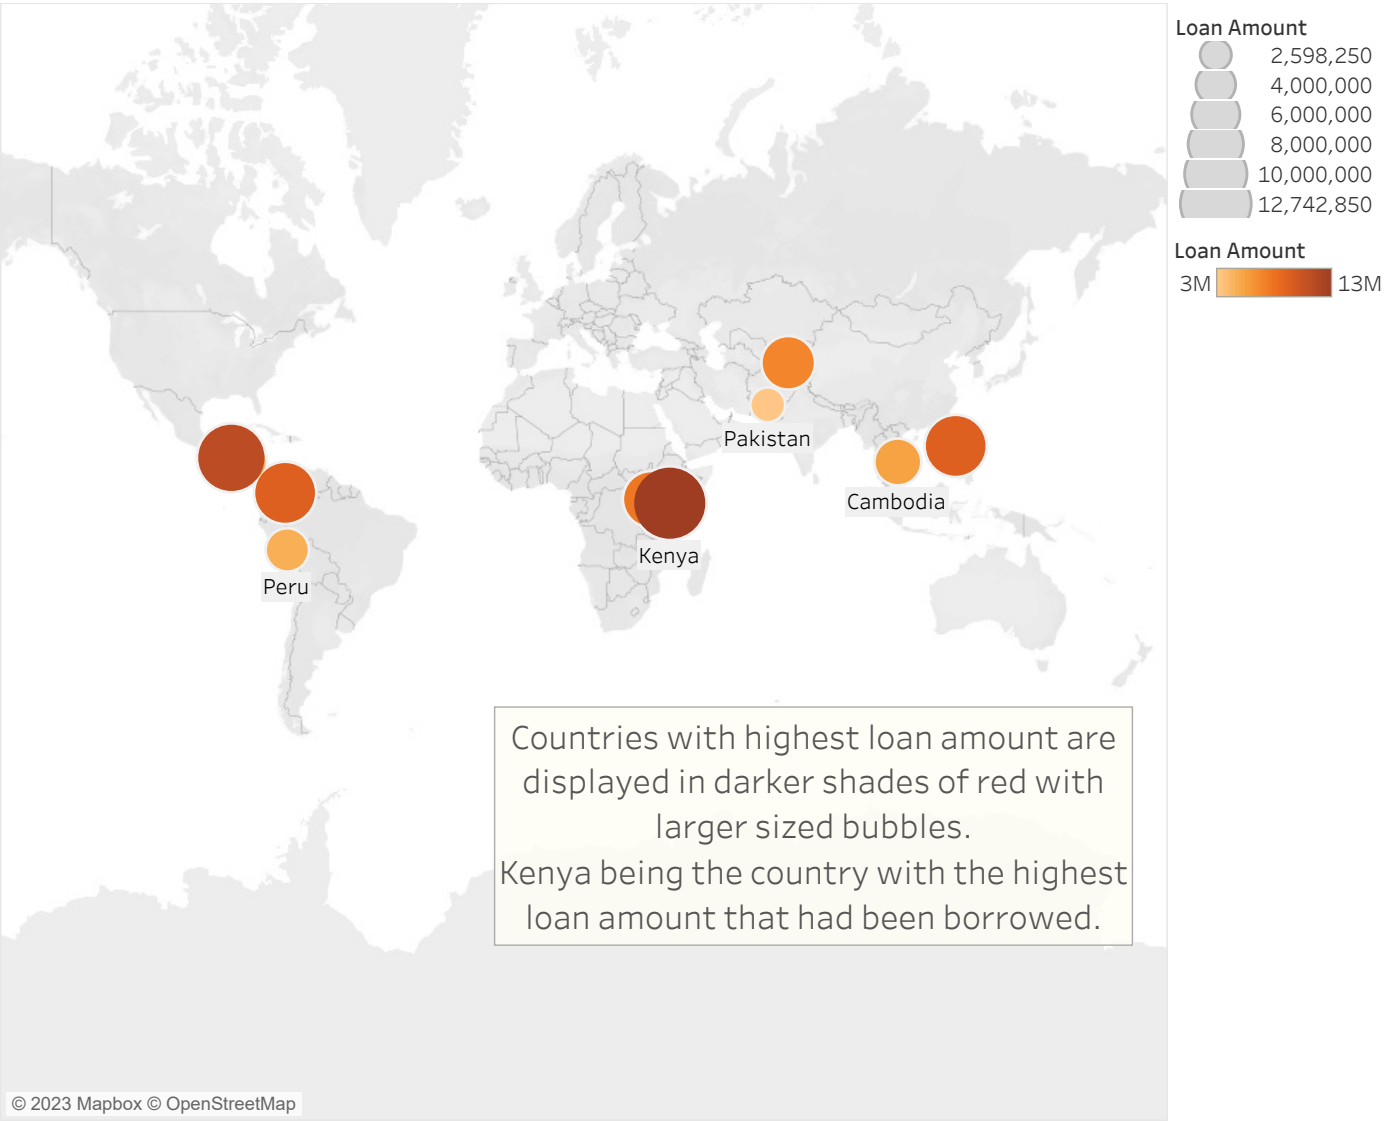 Loan Amount
2,598,250
4,000,000
6,000,000
8,000,000
10,000,000
12,742,850
Loan Amount
3M
13M
Pakistan
Cambodia
Kenya
Peru
Countries with highest loan amount are
displayed in darker shades of red with
larger sized bubbles.
Kenya being the country with the highest
loan amount that had been borrowed.
© 2023 Mapbox © OpenStreetMap